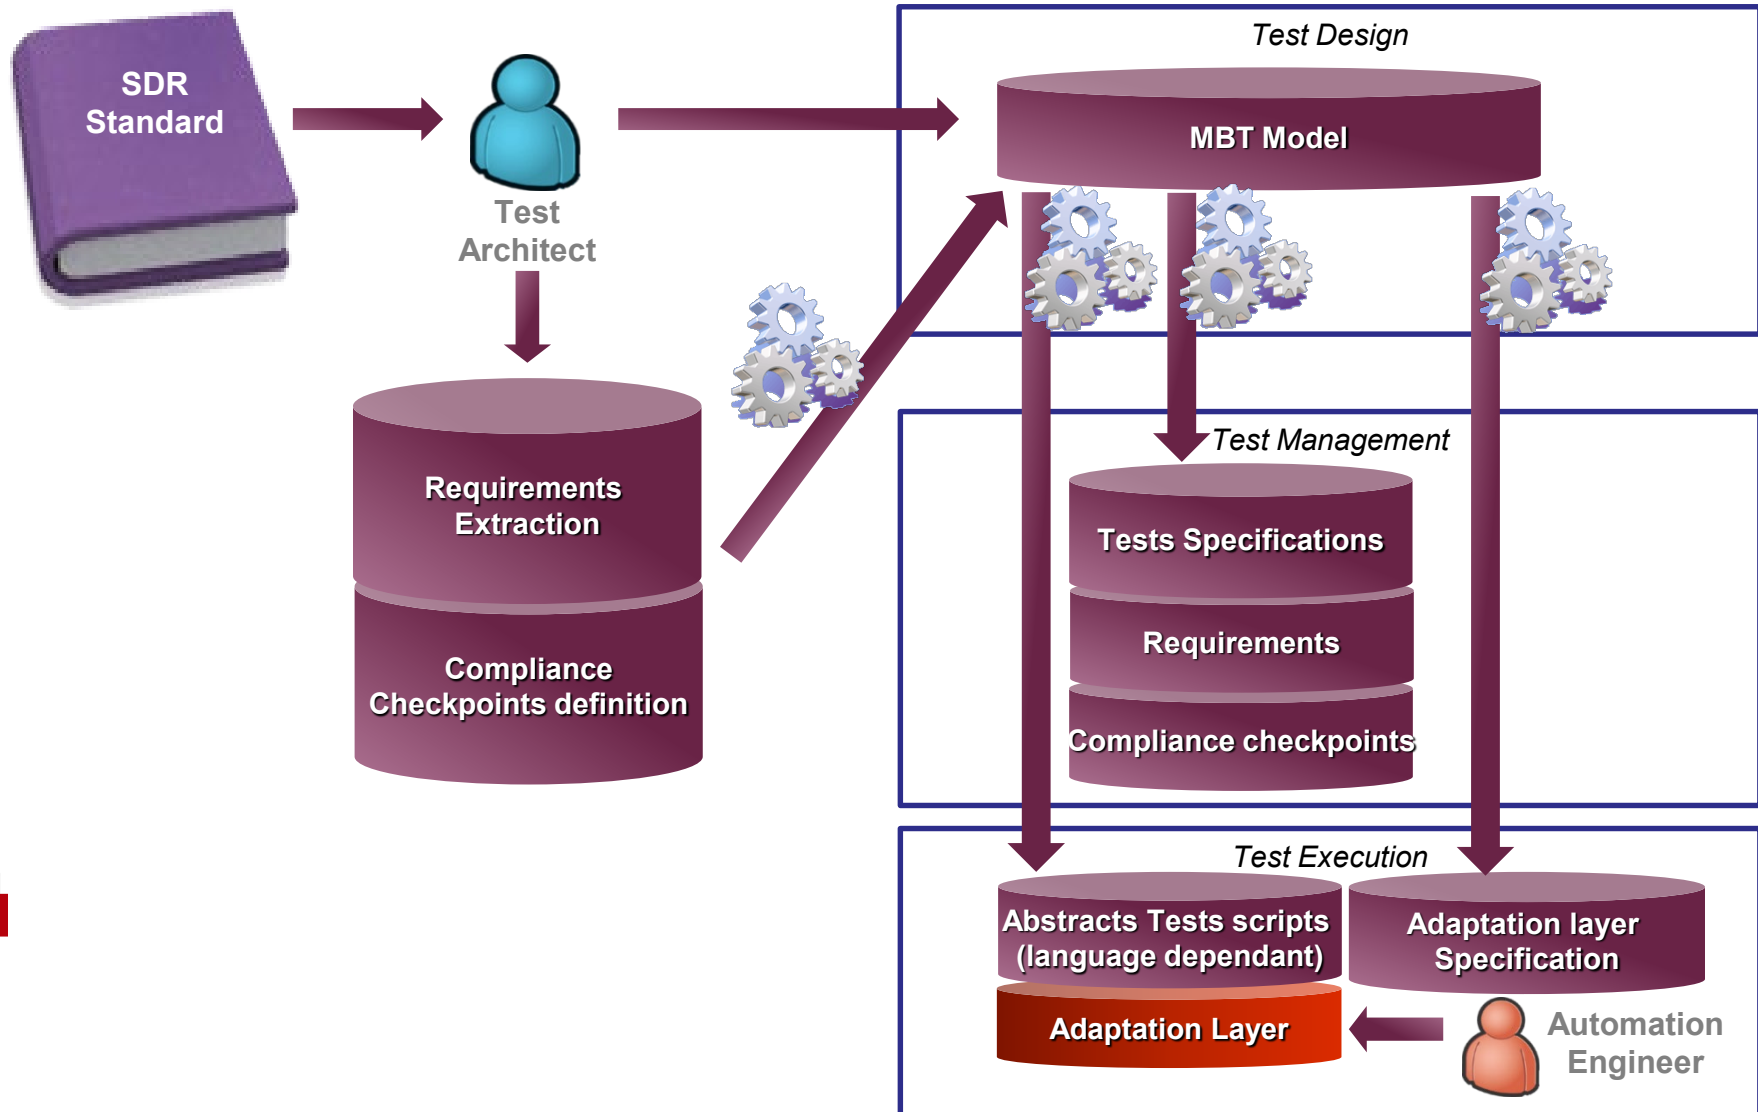 SDR
Standard
Test
Architect
Requirements
Extraction
Compliance
Checkpoints definition
Test Design
MBT Model
Test Management
Tests Specifications
Requirements
Compliance checkpoints
Test Execution
Abstracts Tests scripts
(language dependant)
Adaptation layer
Specification
Adaptation Layer
Automation
Engineer